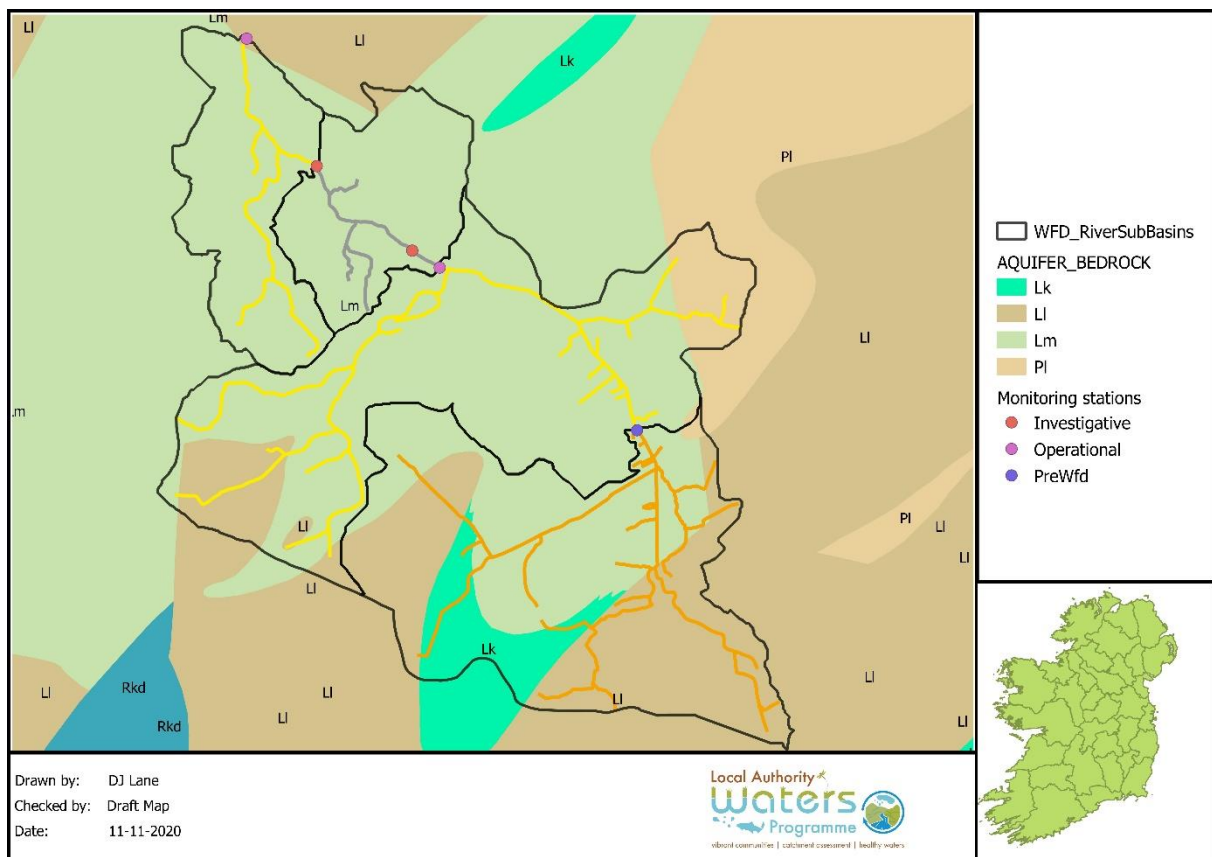 Lm
Ll
Ll
Lk
Pl
Ll
Lm
Lm
Pl
Ll
Ll
Ll
Ll
Lk
Rkd
Rkd
Ll
Ll
Ll
Ll
Ll
Ll
WFD_RiverSubBasins
AQUIFER_BEDROCK
Lk
Ll
Lm
Pl
Monitoring stations
Investigative
Operational
PreWfd
Drawn by: DJ Lane
Checked by: Draft Map
Date: 11-11-2020
Local Authority
Waters
Programme
vibrant communities | catchment assessment | healthy waters